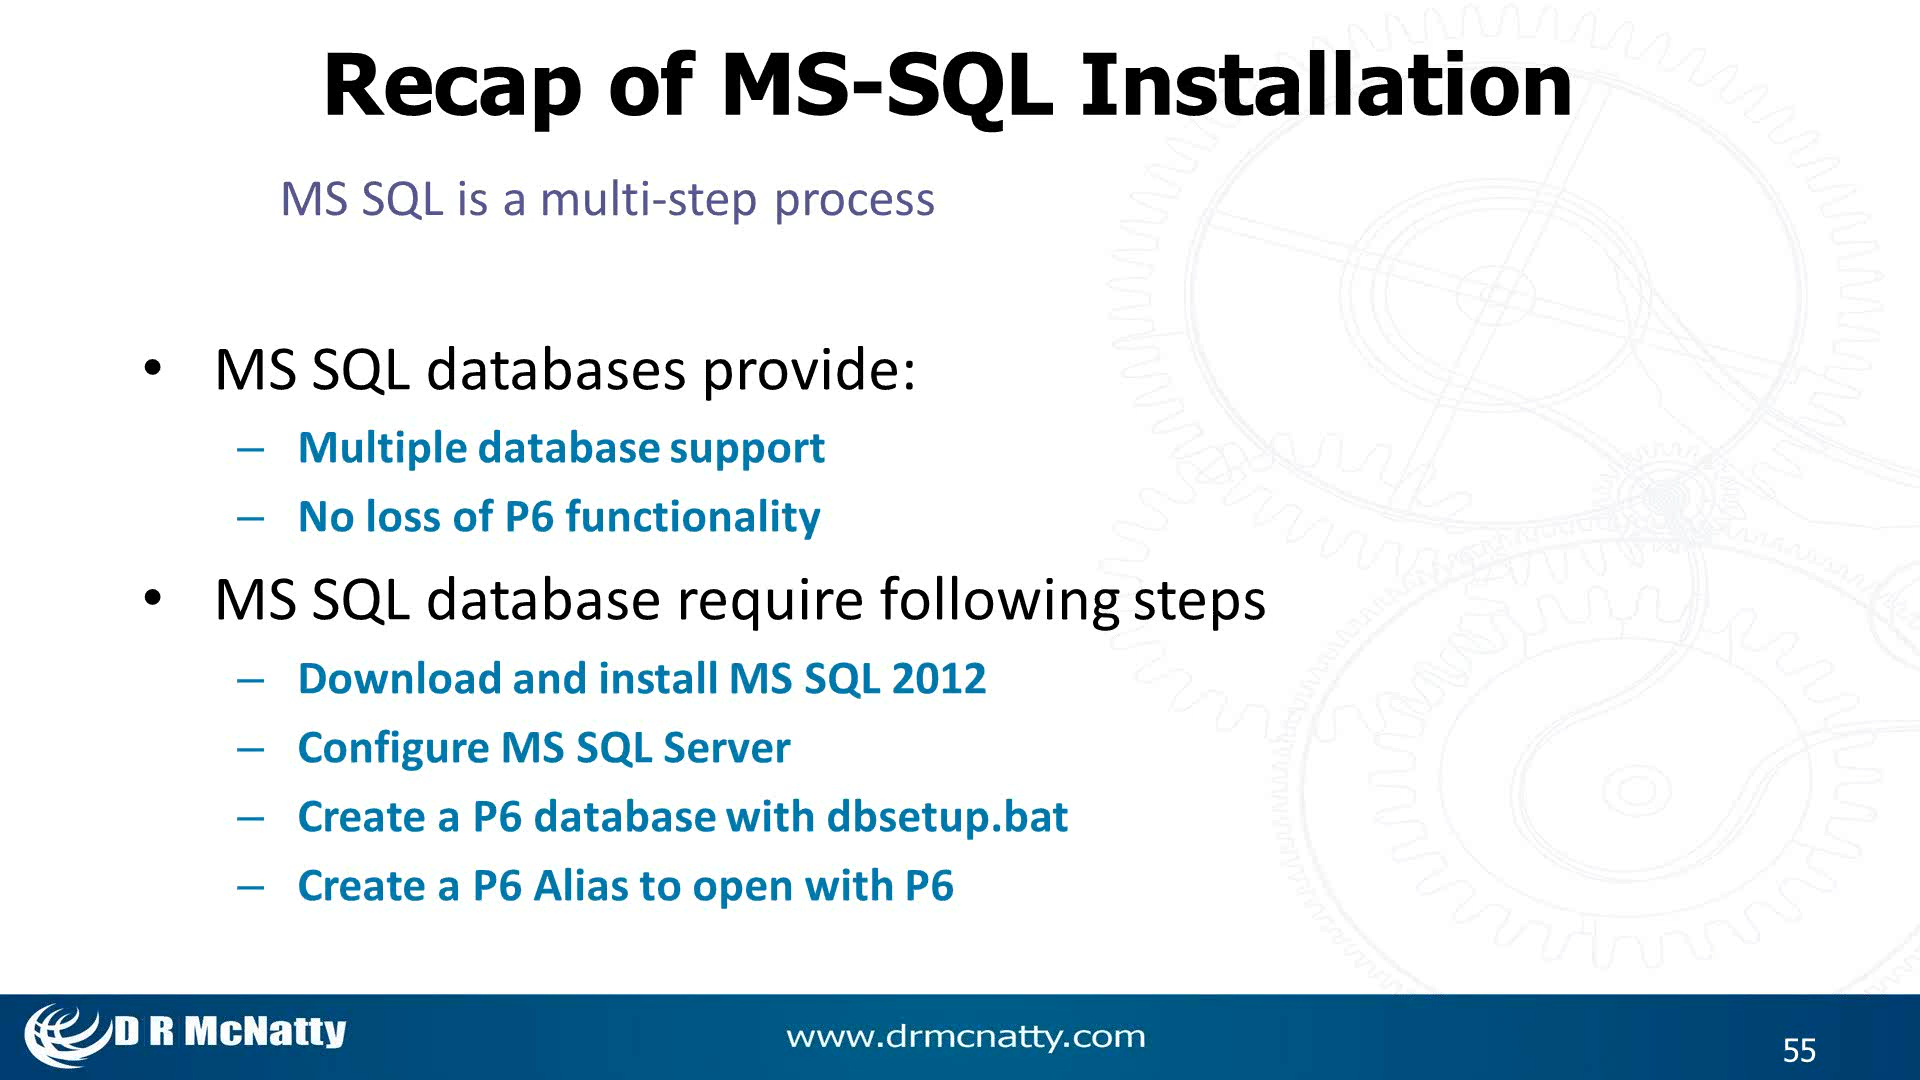 Recap of MS-SQL Installation
MS SQL is a multi-step process
• MS SQL databases provide:
– Multiple database support
– No loss of P6 functionality
• MS SQL database require following steps
– Download and install MS SQL 2012
– Configure MS SQL Server
– Create a P6 database with dbsetup.bat
– Create a P6 Alias to open with P6
D R McNatty
www.drmcnatty.com
55